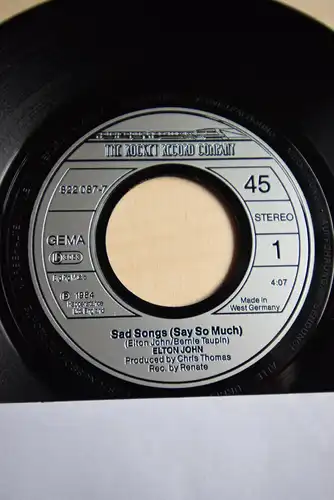 THE ROCKET RECORD COMPANY
822 087-7
45
GEMA
STEREO
1
4:07
℗ 1984
Made in
West Germany
Sad Songs (Say So Much)
(Elton John/Bernie Taupin)
ELTON JOHN
Produced by Chris Thomas
Rec. by Renate